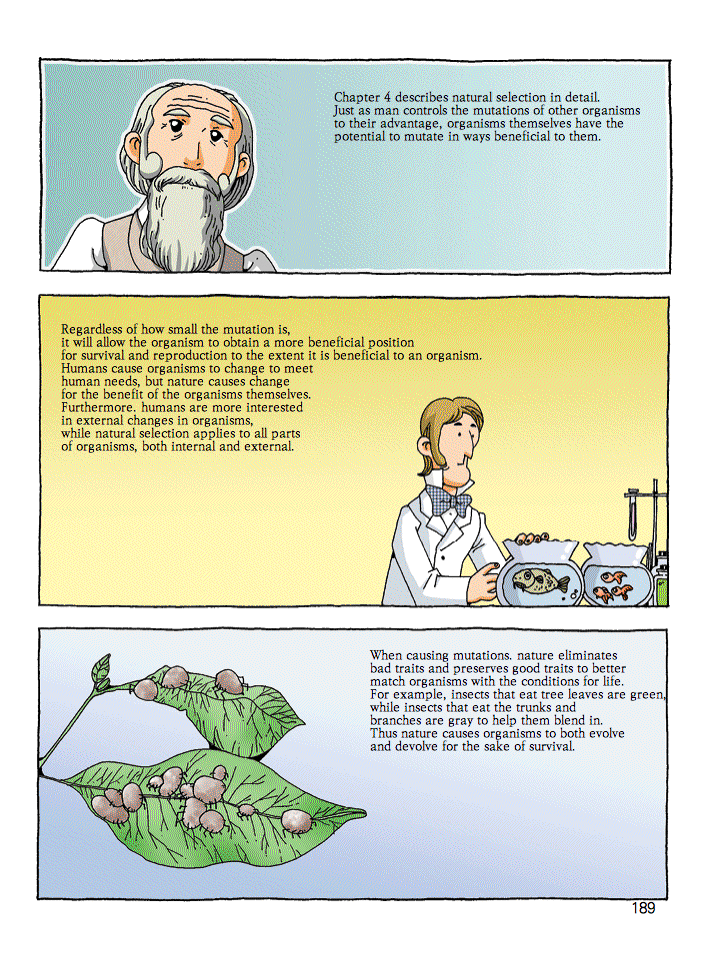 Chapter 4 describes natural selection in detail.
Just as man controls the mutations of other organisms
to their advantage, organisms themselves have the
potential to mutate in ways beneficial to them.
Regardless of how small the mutation is,
it will allow the organism to obtain a more beneficial position
for survival and reproduction to the extent it is beneficial to an organism.
Humans cause organisms to change to meet
human needs, but nature causes change
for the benefit of the organisms themselves.
Furthermore. humans are more interested
in external changes in organisms,
while natural selection applies to all parts
of organisms, both internal and external.
When causing mutations. nature eliminates
bad traits and preserves good traits to better
match organisms with the conditions for life.
For example, insects that eat tree leaves are green,
while insects that eat the trunks and
branches are gray to help them blend in.
Thus nature causes organisms to both evolve
and devolve for the sake of survival.
189